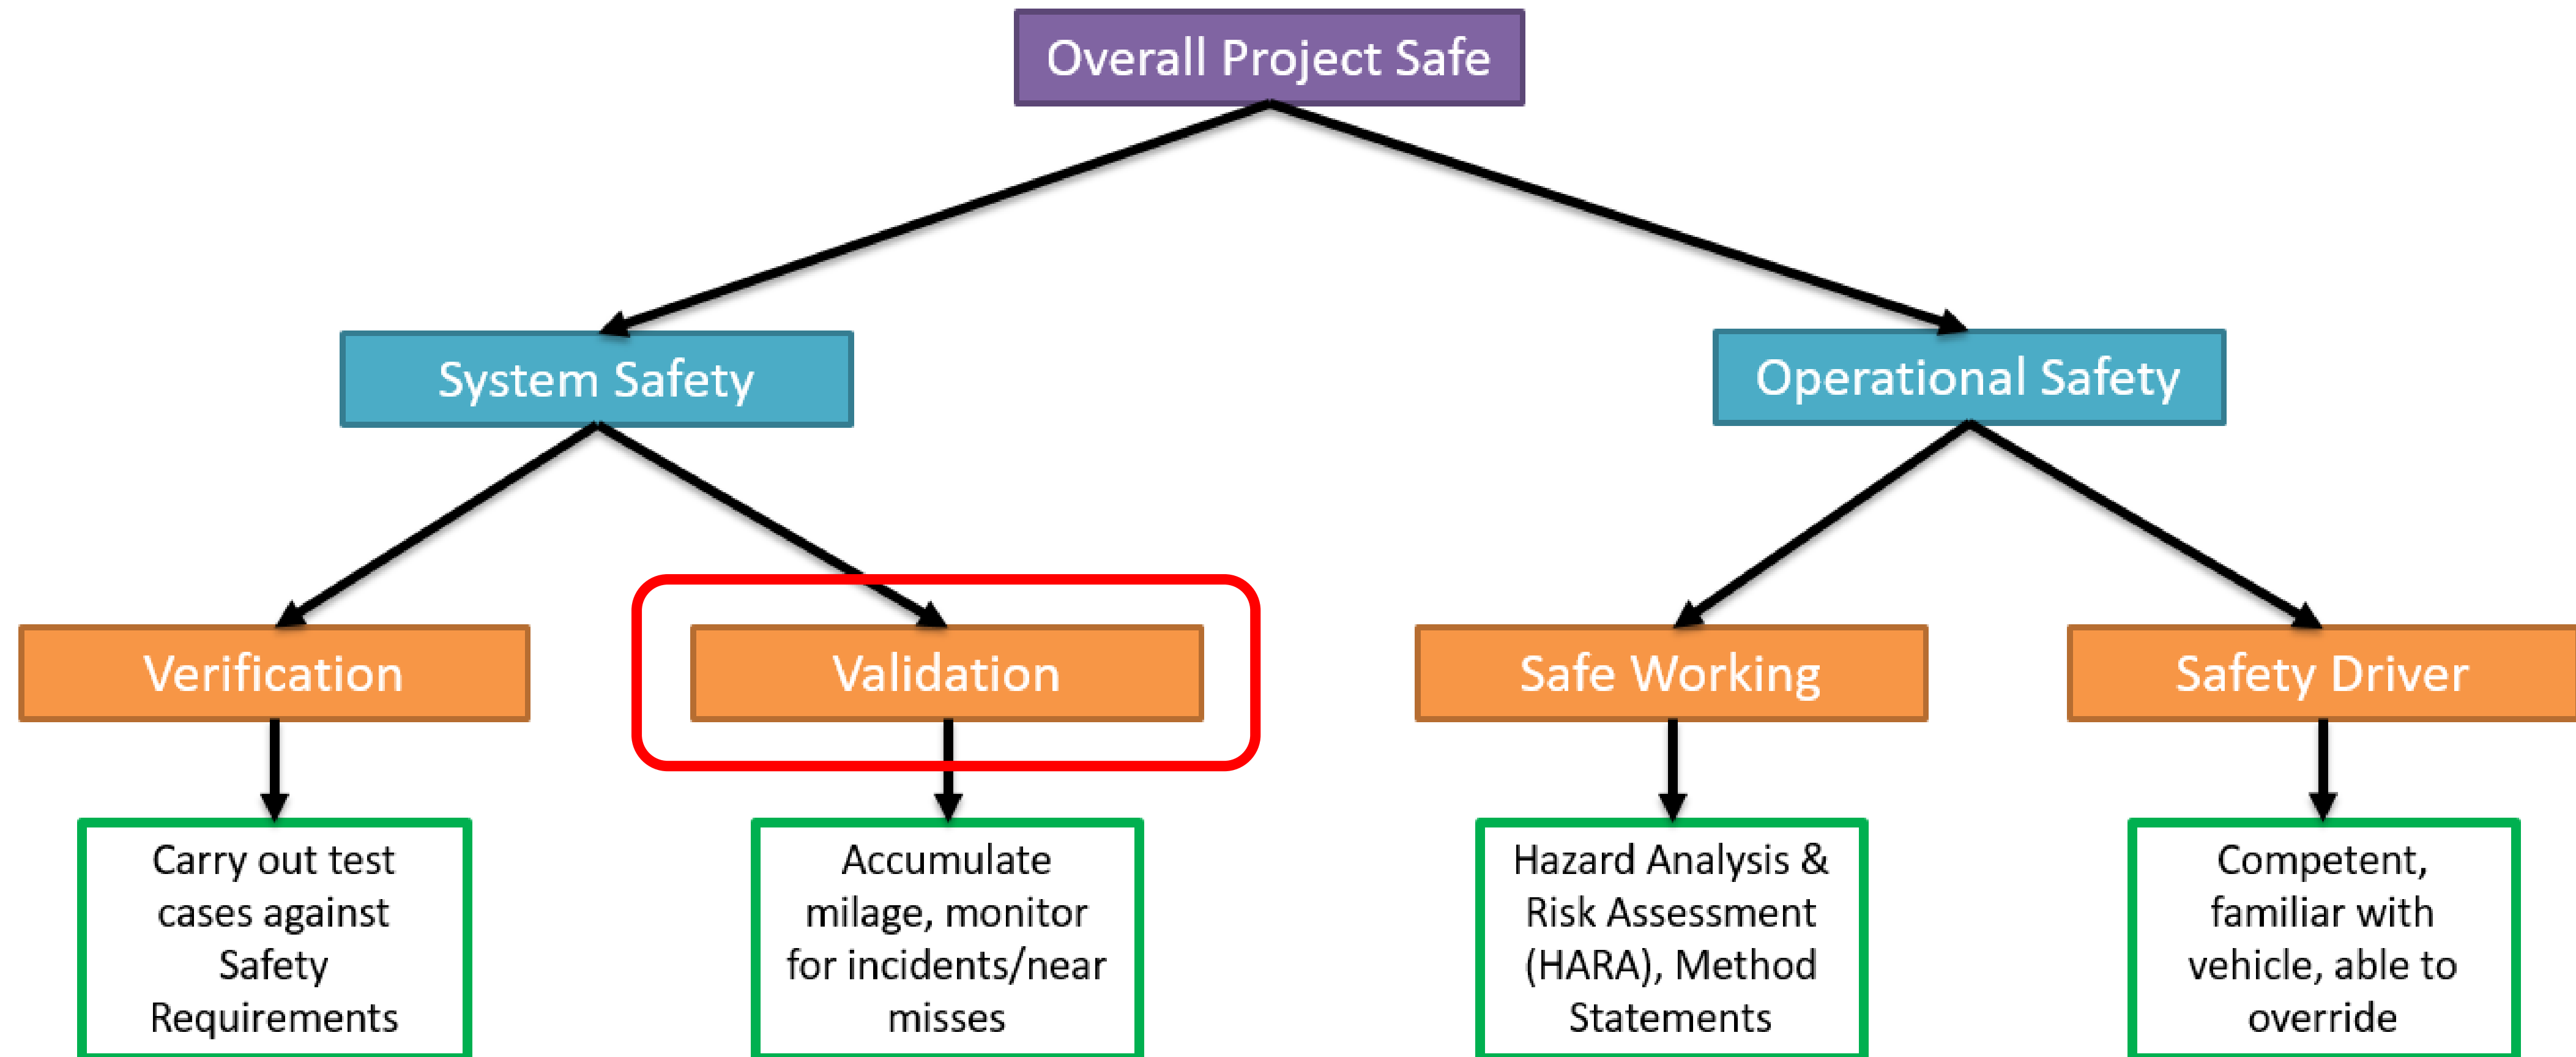 Overall Project Safe
System Safety
Operational Safety
Verification
Validation
Safe Working
Safety Driver
Carry out test
cases against
Safety
Requirements
Accumulate
milage, monitor
for incidents/near
misses
Hazard Analysis &
Risk Assessment
(HARA), Method
Statements
Competent,
familiar with
vehicle, able to
override